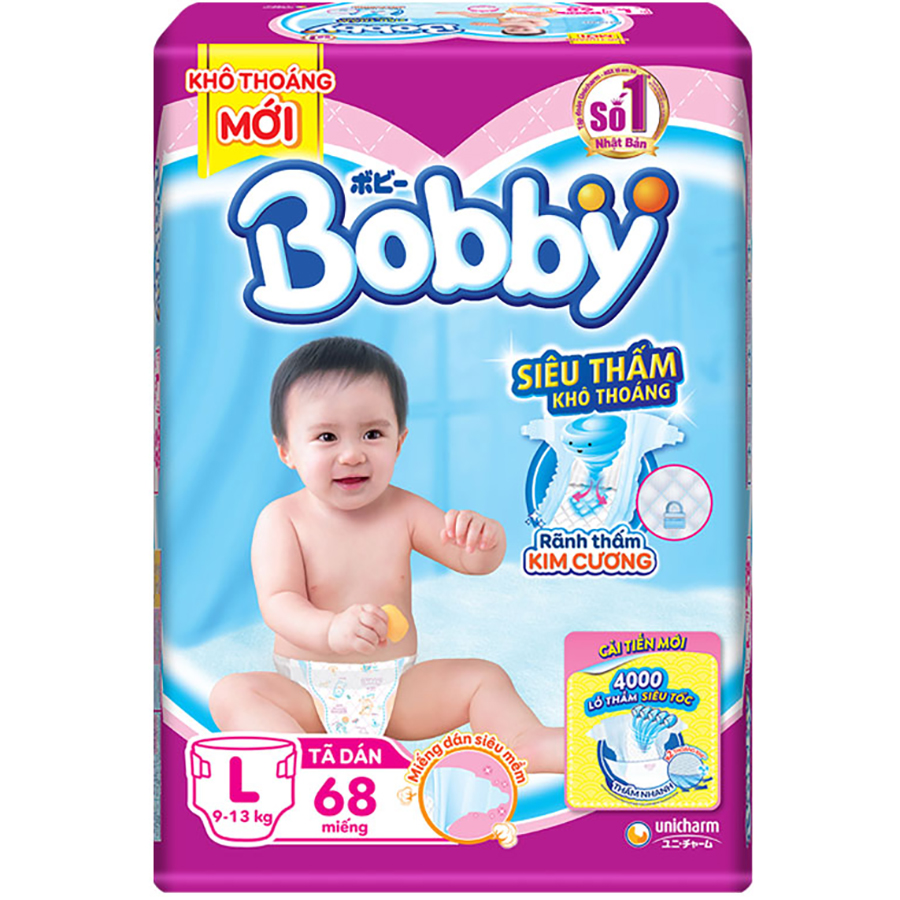 KHÔ THOÁNG
MỚI
Số 1
Nhật Bản
ボビー
Bobby
SIÊU THẤM
KHÔ THOÁNG
Rãnh thấm
KIM CƯƠNG
CẢI TIẾN MỚI
4000
LỖ THẤM SIÊU TỐC
THẤM NHANH
L
9-13 kg
TÃ DÁN
68
miếng
Miếng dán siêu mềm
unicharm
ユニ・チャーム